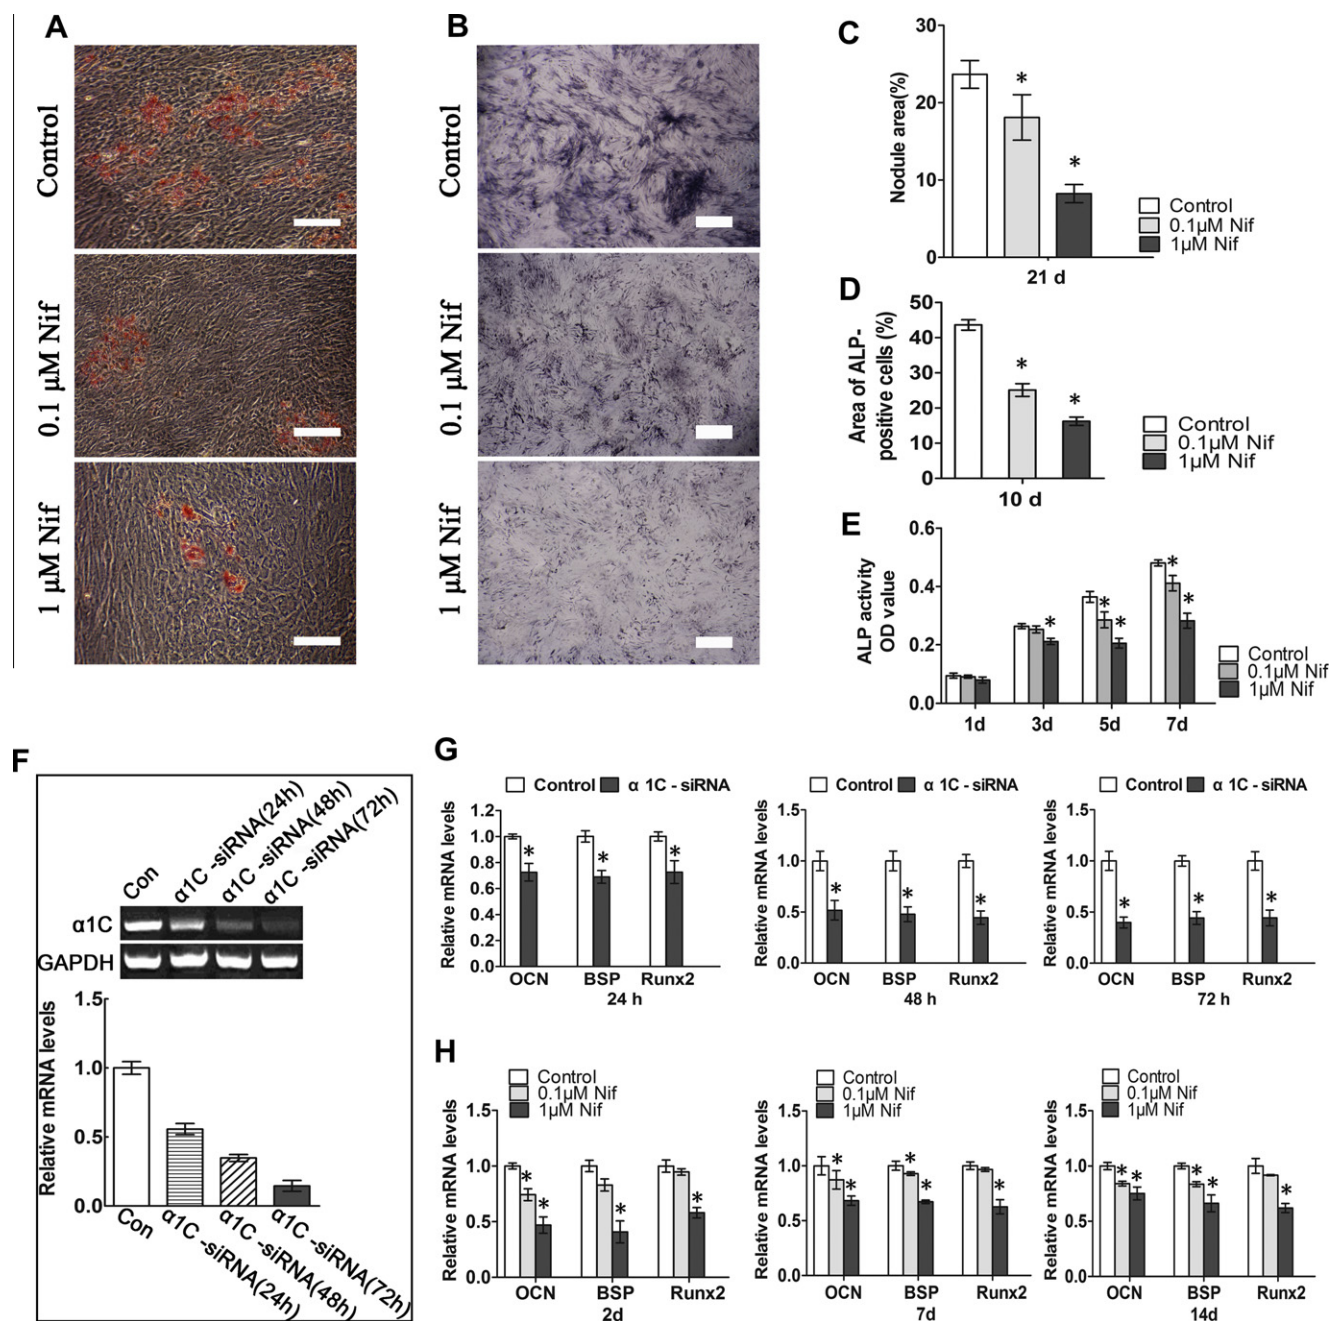 A
Control
0.1 µM Nif
1 µM Nif
B
Control
0.1 µM Nif
1 µM Nif
C
Nodule area(%)
30
20
10
0
*
*
21 d
Control
0.1µM Nif
1µM Nif
D
Area of ALP-
positive cells (%)
50
40
30
20
10
0
*
*
10 d
Control
0.1µM Nif
1µM Nif
E
ALP activity
OD value
0.6
0.4
0.2
0.0
*
* *
* *
1d 3d 5d 7d
Control
0.1µM Nif
1µM Nif
F
Con
α1C -siRNA(24h)
α1C -siRNA(48h)
α1C -siRNA(72h)
α1C
GAPDH
Relative mRNA levels
1.5
1.0
0.5
0.0
Con
α1C -siRNA(24h)
α1C -siRNA(48h)
α1C -siRNA(72h)
G
Control α 1C - siRNA
Relative mRNA levels
1.2
1.0
0.8
0.6
0.4
0.2
0.0
* * *
OCN BSP Runx2
24 h
Control α 1C - siRNA
Relative mRNA levels
1.5
1.0
0.5
0.0
* * *
OCN BSP Runx2
48 h
Control α 1C - siRNA
Relative mRNA levels
1.5
1.0
0.5
0.0
* * *
OCN BSP Runx2
72 h
H
Control
0.1µM Nif
1µM Nif
Relative mRNA levels
1.5
1.0
0.5
0.0
* * * *
OCN BSP Runx2
2d
Control
0.1µM Nif
1µM Nif
Relative mRNA levels
1.5
1.0
0.5
0.0
* * * * *
OCN BSP Runx2
7d
Control
0.1µM Nif
1µM Nif
Relative mRNA levels
1.5
1.0
0.5
0.0
* * * * *
OCN BSP Runx2
14d